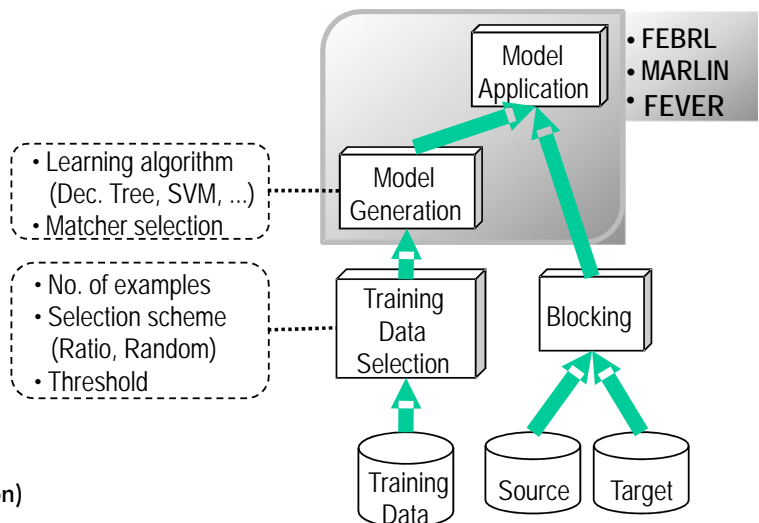 Model
Application
• FEBRL
• MARLIN
• FEVER
• Learning algorithm
(Dec. Tree, SVM, ...)
• Matcher selection
Model
Generation
• No. of examples
• Selection scheme
(Ratio, Random)
• Threshold
Training
Data
Selection
Blocking
Training
Data
Source
Target
n)